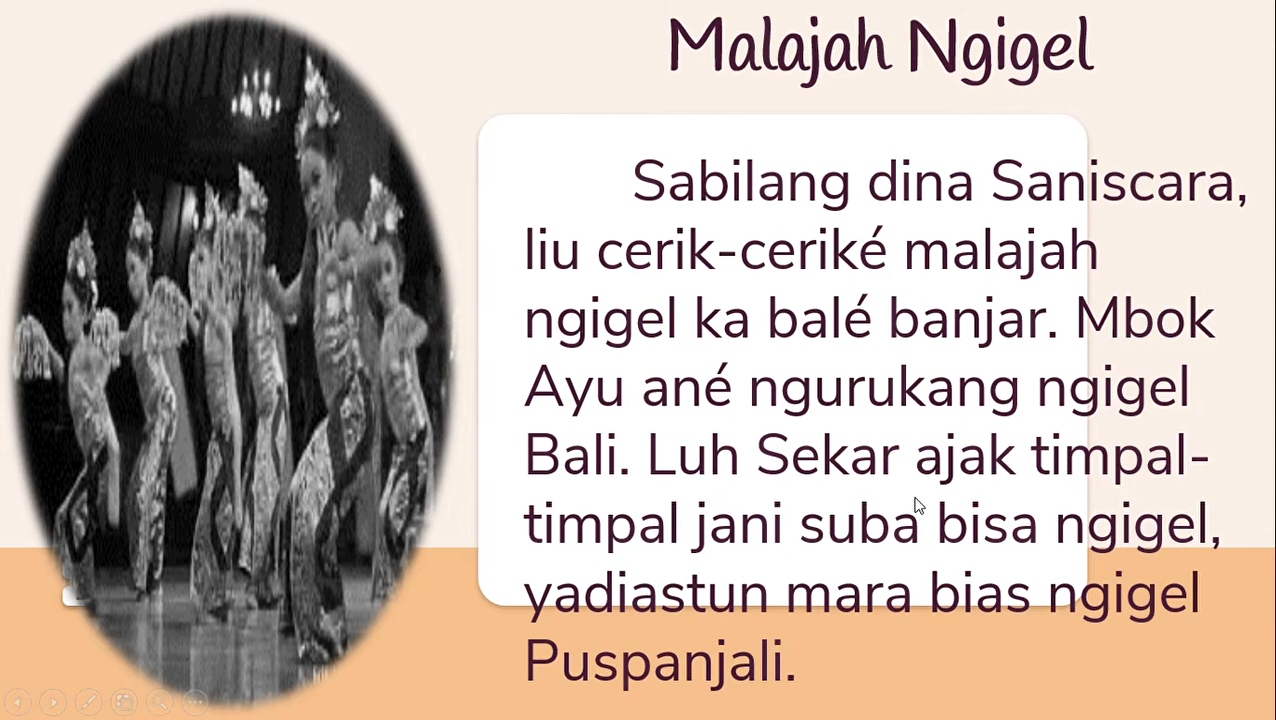 Malajah Ngigel
Sabilang dina Saniscara,
liu cerik-ceriké malajah
ngigel ka balé banjar. Mbok
Ayu ané ngurukang ngigel
Bali. Luh Sekar ajak timpal-
timpal jani suba bisa ngigel,
yadiastun mara bias ngigel
Puspanjali.